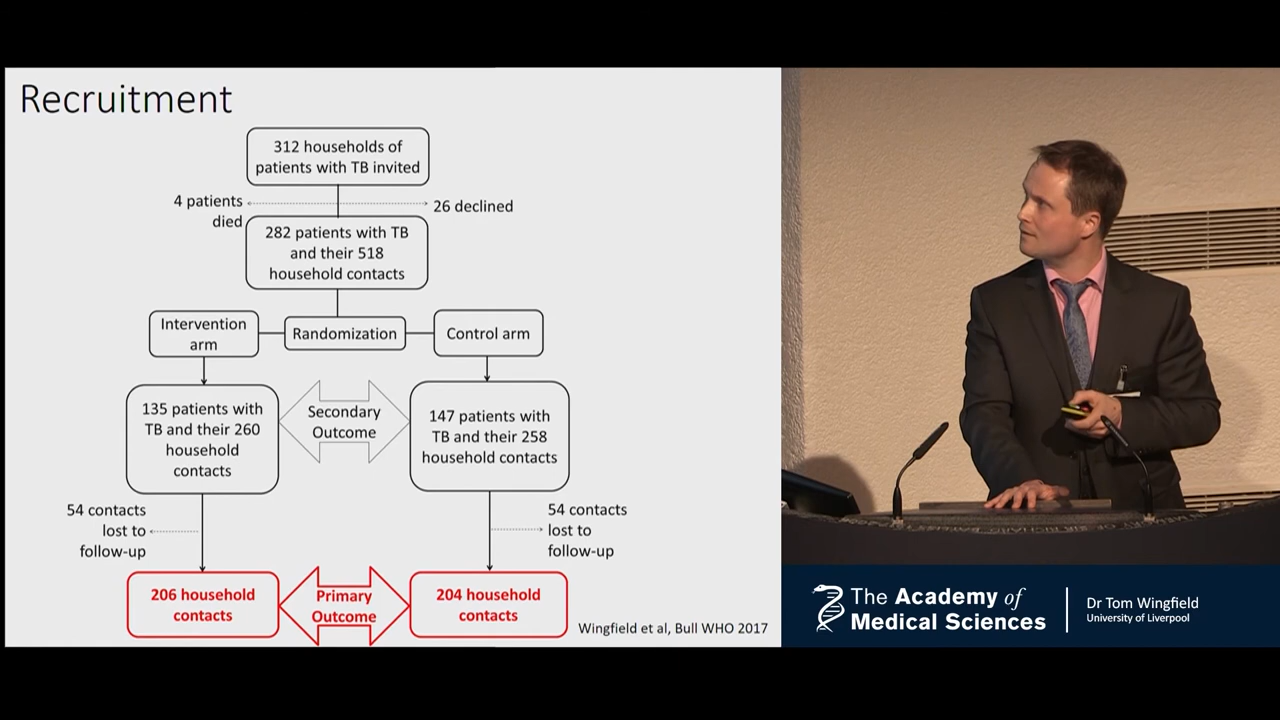 Recruitment
312 households of
patients with TB invited
4 patients
died
26 declined
282 patients with TB
and their 518
household contacts
Intervention
arm
Randomization
Control arm
135 patients with
TB and their 260
household
contacts
Secondary
Outcome
147 patients with
TB and their 258
household contacts
54 contacts
lost to
follow-up
54 contacts
lost to
follow-up
206 household
contacts
Primary
Outcome
204 household
contacts
Wingfield et al, Bull WHO 2017
The Academy of
Medical Sciences
Dr Tom Wingfield
University of Liverpool